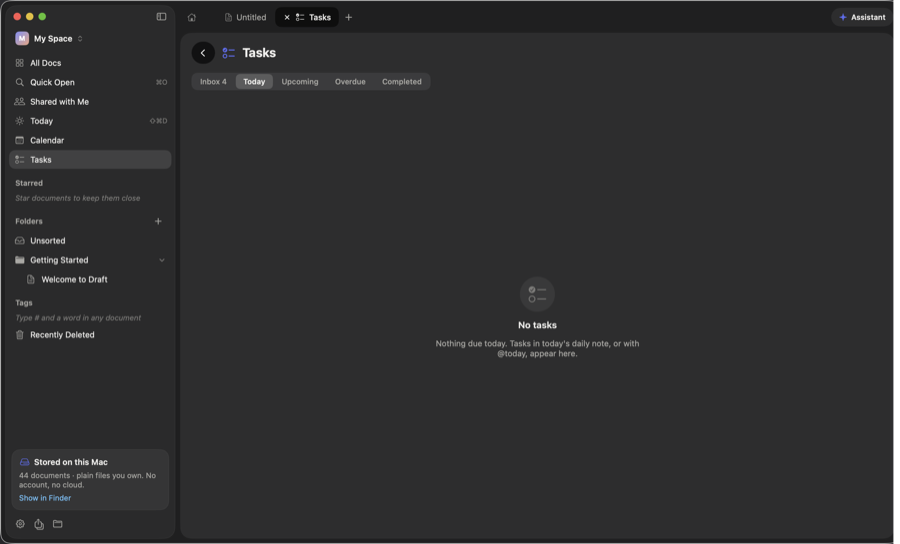 M My Space
All Docs
Quick Open ⌘O
Shared with Me
Today ⇧⌘D
Calendar
Tasks
Starred
Star documents to keep them close
Folders
Unsorted
Getting Started
Welcome to Draft
Tags
Type # and a word in any document
Recently Deleted
Stored on this Mac
44 documents · plain files you own. No
account, no cloud.
Show in Finder
Untitled
Tasks
Assistant
Tasks
Inbox 4 Today Upcoming Overdue Completed
No tasks
Nothing due today. Tasks in today's daily note, or with
@today, appear here.